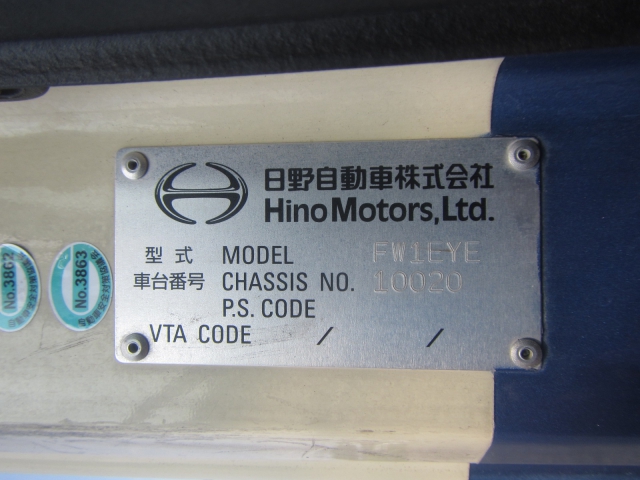 日野自動車株式会社
Hino Motors, Ltd.
型式 MODEL FW1EYE
車台番号 CHASSIS NO. 10020
P.S. CODE
VTA CODE / /
No.3862
No.3863